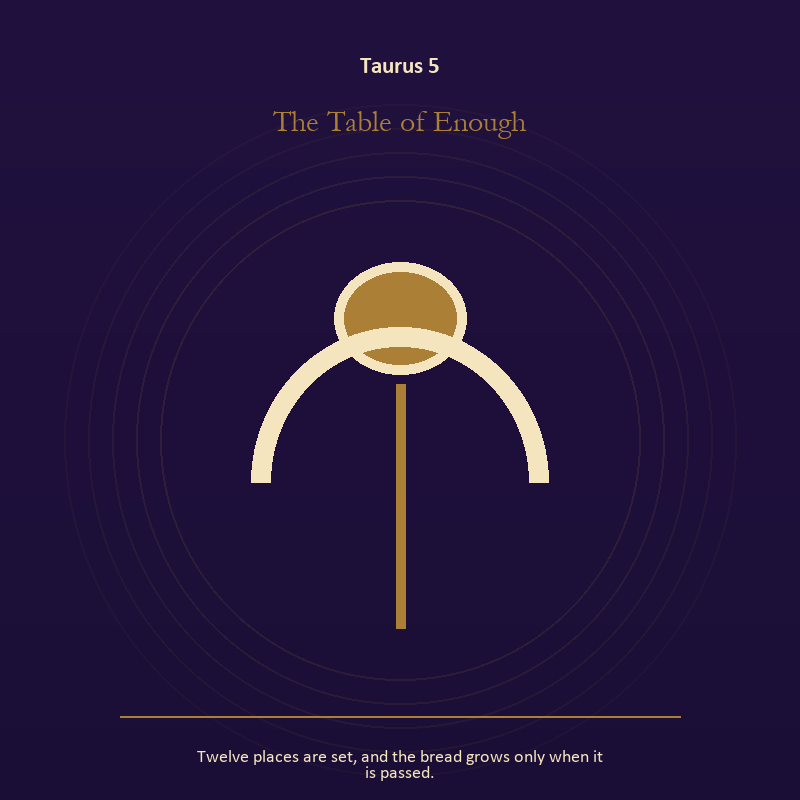 Taurus 5
The Table of Enough
Twelve places are set, and the bread grows only when it
is passed.